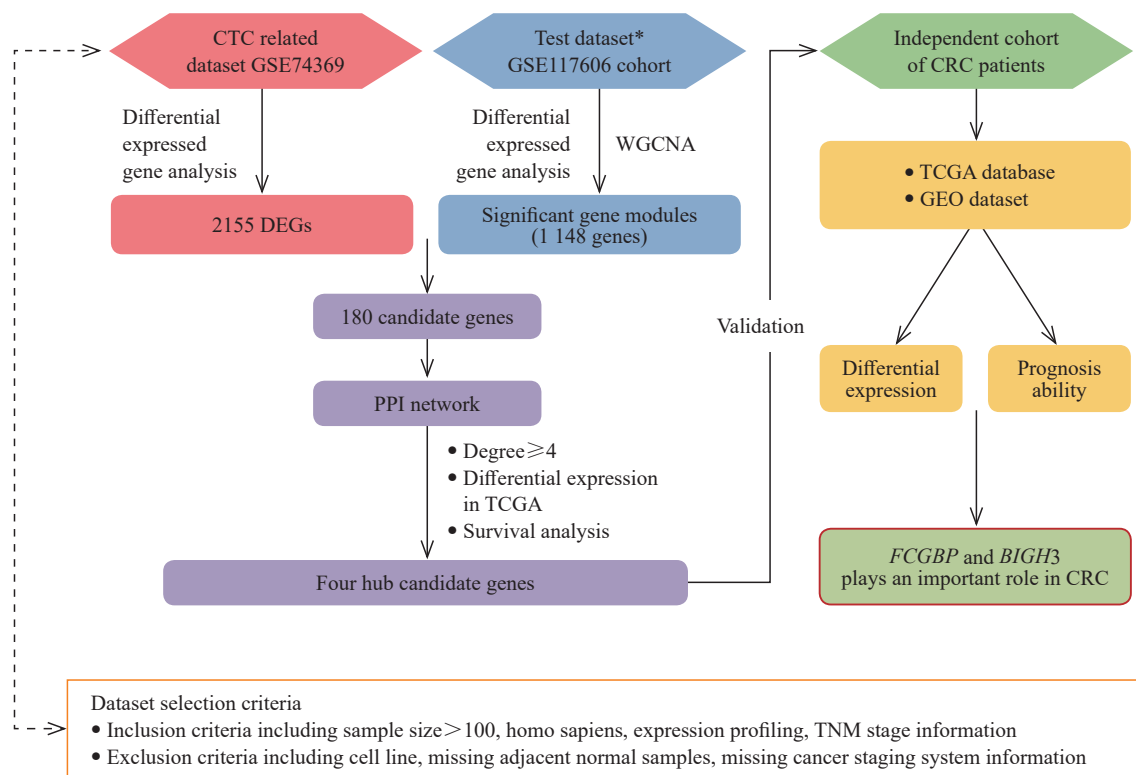 CTC related
dataset GSE74369
Test dataset*
GSE117606 cohort
Independent cohort
of CRC patients
Differential
expressed
gene analysis
Differential
expressed
gene analysis
WGCNA
• TCGA database
• GEO dataset
2155 DEGs
Significant gene modules
(1 148 genes)
180 candidate genes
Validation
Differential
expression
Prognosis
ability
PPI network
• Degree⩾4
• Differential expression
in TCGA
• Survival analysis
Four hub candidate genes
FCGBP and BIGH3
plays an important role in CRC
Dataset selection criteria
• Inclusion criteria including sample size>100, homo sapiens, expression profiling, TNM stage information
• Exclusion criteria including cell line, missing adjacent normal samples, missing cancer staging system information